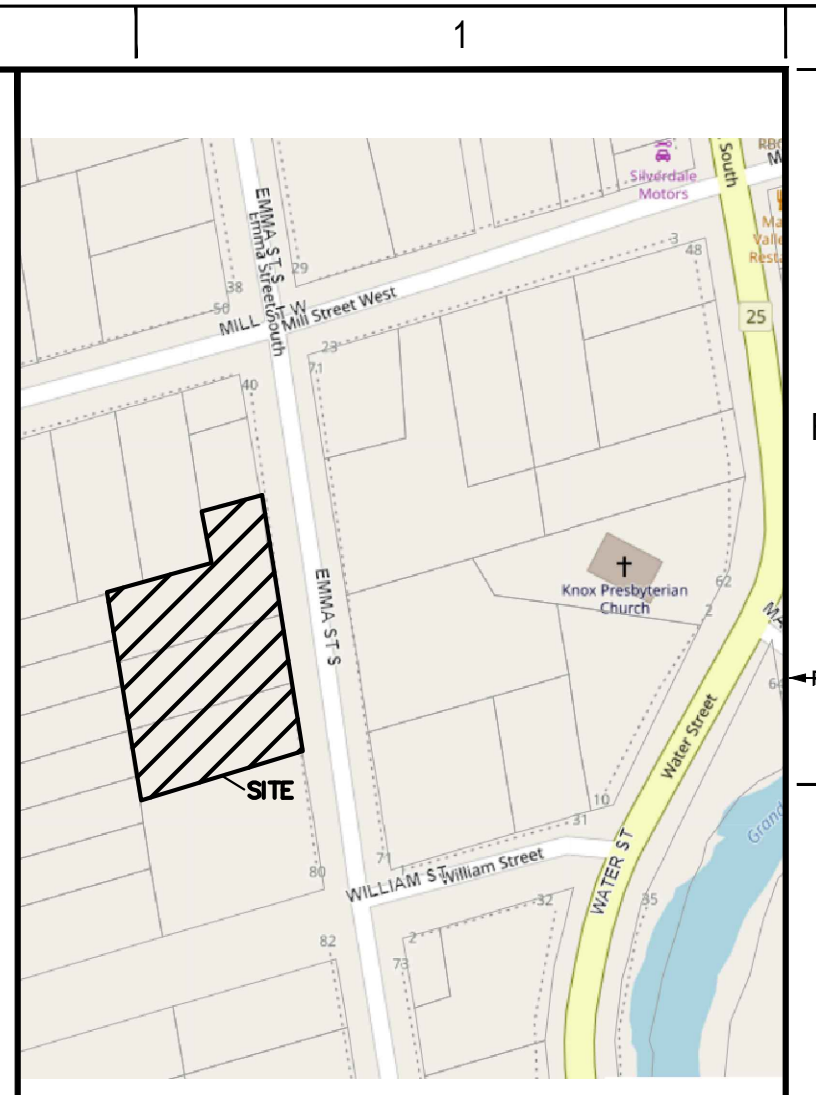 1
South
Silverdale
Motors
EMMA ST S
Emma Street South
29
3
48
38
50
MILL ST W
Mill Street West
25
23
71
40
EMMA ST S
Knox Presbyterian
Church
62
2
Water Street
SITE
10
31
71
1
80
WILLIAM ST
William Street
WATER ST
32
35
82
2
73
Grand